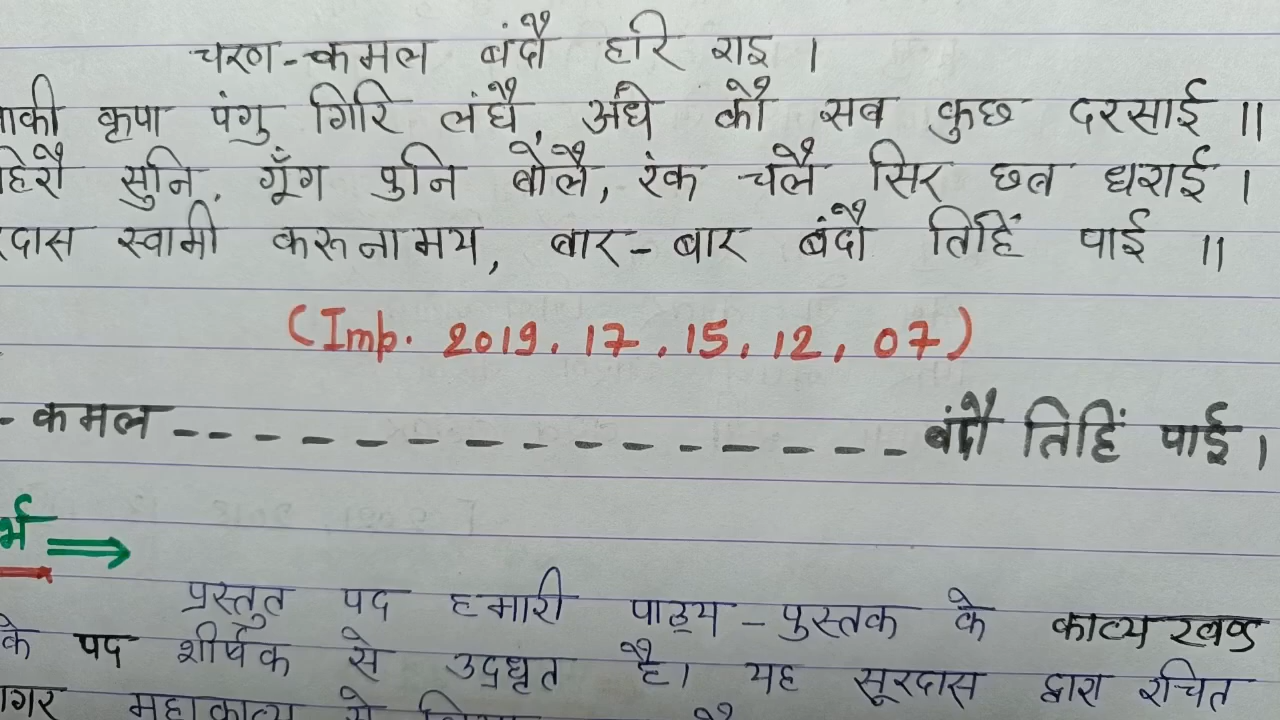 चरण-कमल बंदौ हरि राइ ।
कृपा पंगु गिरि लंघै, अंधे कौ सब कुछ दरसाई ॥
सुनि, गूँग पुनि बोलै, रंक चलै सिर छत्र धराई ।
स्वामी करुनामय, बार-बार बंदौ तिहिं पाई ॥
(Imp. 2019, 17, 15, 12, 07)
- कमल - - - - - - - - - - - - - - - बंदौ तिहिं पाई ।
⇒
प्रस्तुत पद हमारी पाठ्य-पुस्तक के काव्यखण्ड
के पद शीर्षक से उद्धृत है। यह सूरदास द्वारा रचित
महाकाव्य से